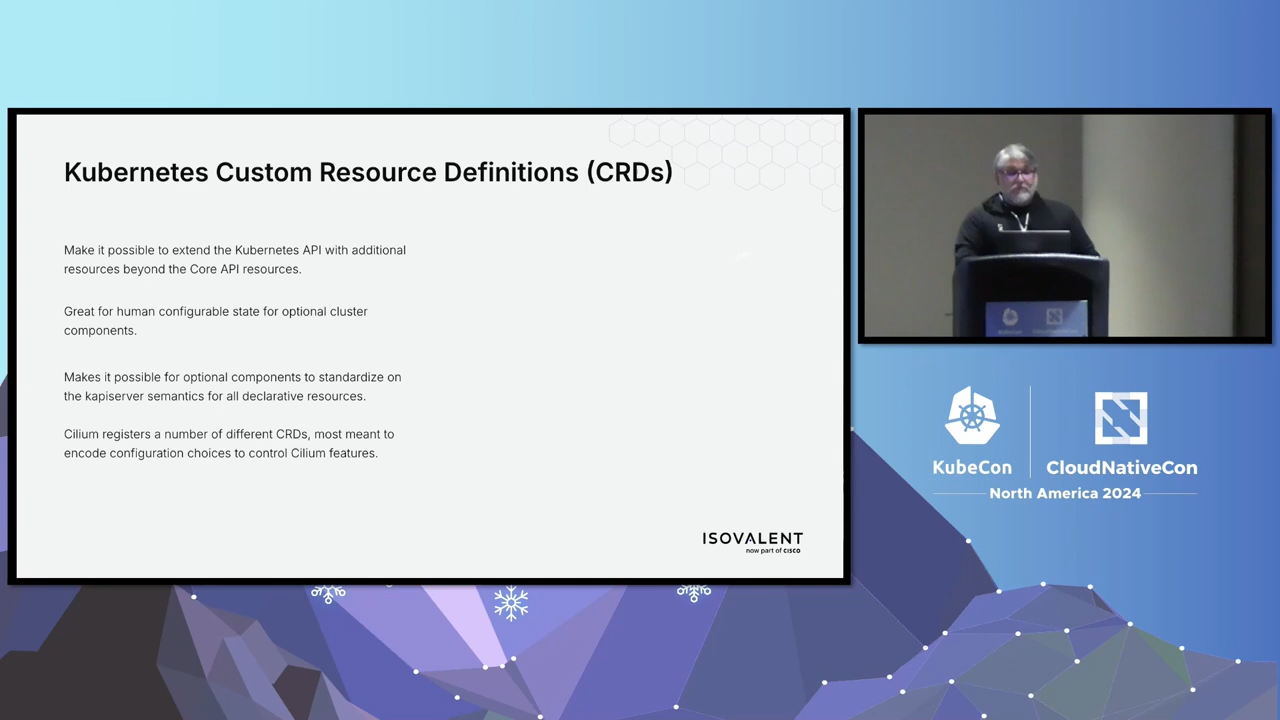 Kubernetes Custom Resource Definitions (CRDs)
Make it possible to extend the Kubernetes API with additional
resources beyond the Core API resources.
Great for human configurable state for optional cluster
components.
Makes it possible for optional components to standardize on
the kapiserver semantics for all declarative resources.
Cilium registers a number of different CRDs, most meant to
encode configuration choices to control Cilium features.
ISOVALENT
now part of CISCO
KubeCon
CloudNativeCon
North America 2024